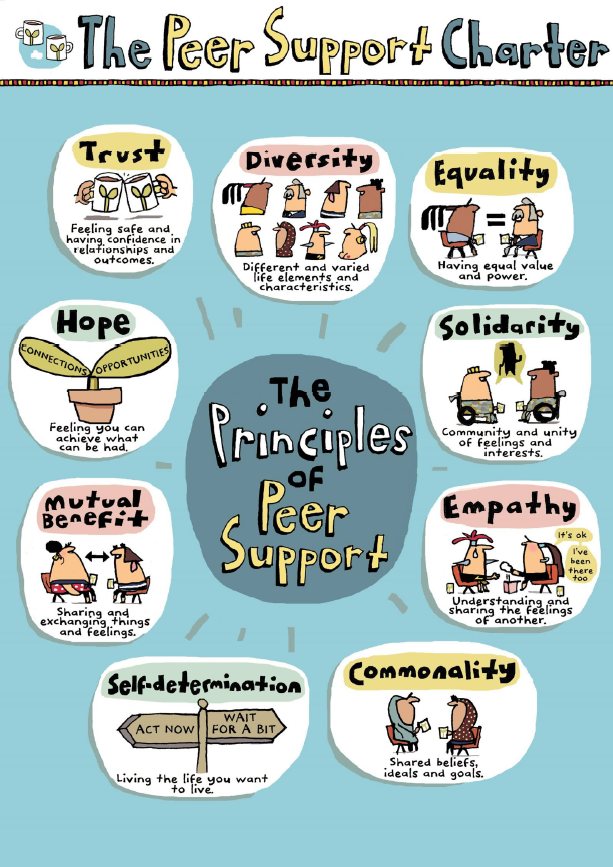 The Peer Support Charter
Trust
Feeling safe and
having confidence in
relationships and
outcomes.
Diversity
Different and varied
life elements and
characteristics.
Equality
=
Having equal value
and power.
Hope
CONNECTIONS
OPPORTUNITIES
Feeling you can
achieve what
can be had.
The
Principles
of
Peer
Support
Solidarity
Community and unity
of feelings and
interests.
Mutual
Benefit
Sharing and
exchanging things
and feelings.
Empathy
It's ok
I've
been
there
too
Understanding and
sharing the feelings
of another.
Self-determination
ACT NOW
WAIT
FOR A BIT
Living the life you want
to live.
Commonality
Shared beliefs,
ideals and goals.